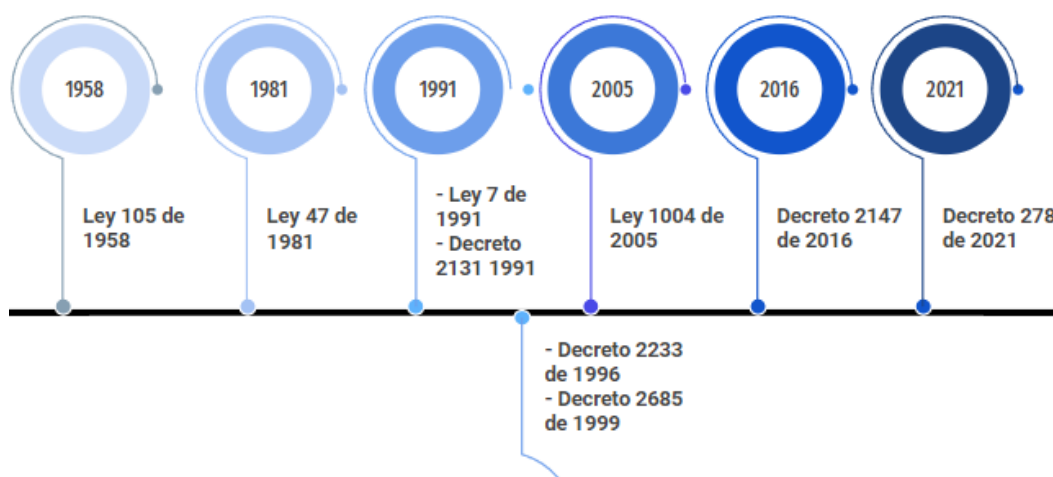 1958
1981
1991
2005
2016
2021
Ley 105 de
1958
Ley 47 de
1981
- Ley 7 de
1991
- Decreto
2131 1991
Ley 1004 de
2005
Decreto 2147
de 2016
Decreto 278
de 2021
- Decreto 2233
de 1996
- Decreto 2685
de 1999